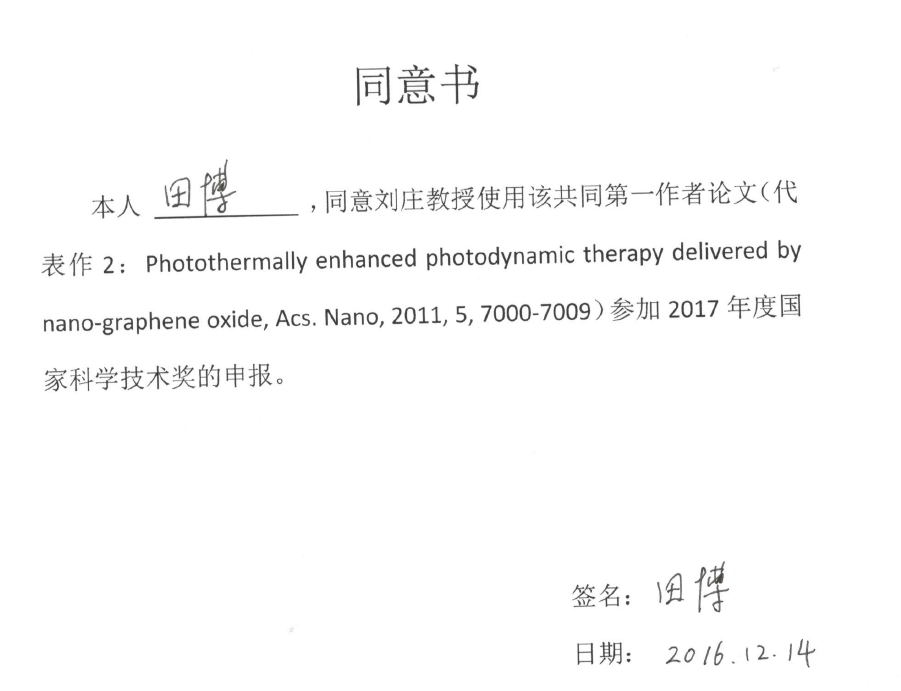 同意书
本人 田博 ，同意刘庄教授使用该共同第一作者论文（代
表作 2：Photothermally enhanced photodynamic therapy delivered by
nano-graphene oxide, Acs. Nano, 2011, 5, 7000-7009）参加 2017 年度国
家科学技术奖的申报。
签名：田博
日期：2016.12.14